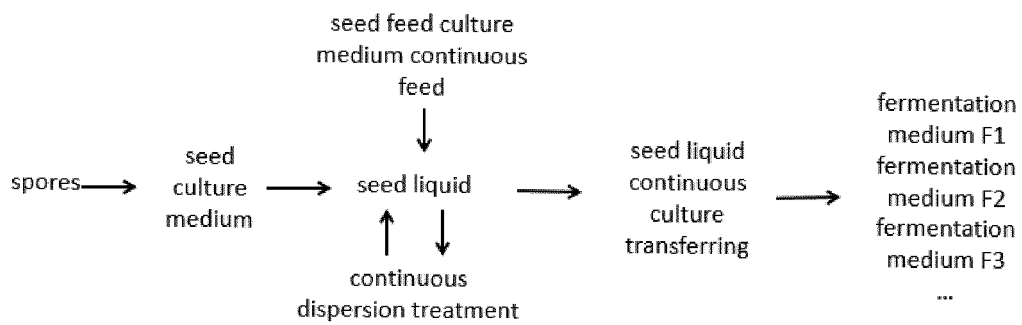 seed feed culture
medium continuous
feed
spores
seed
culture
medium
seed liquid
continuous
dispersion treatment
seed liquid
continuous
culture
transferring
fermentation
medium F1
fermentation
medium F2
fermentation
medium F3
...